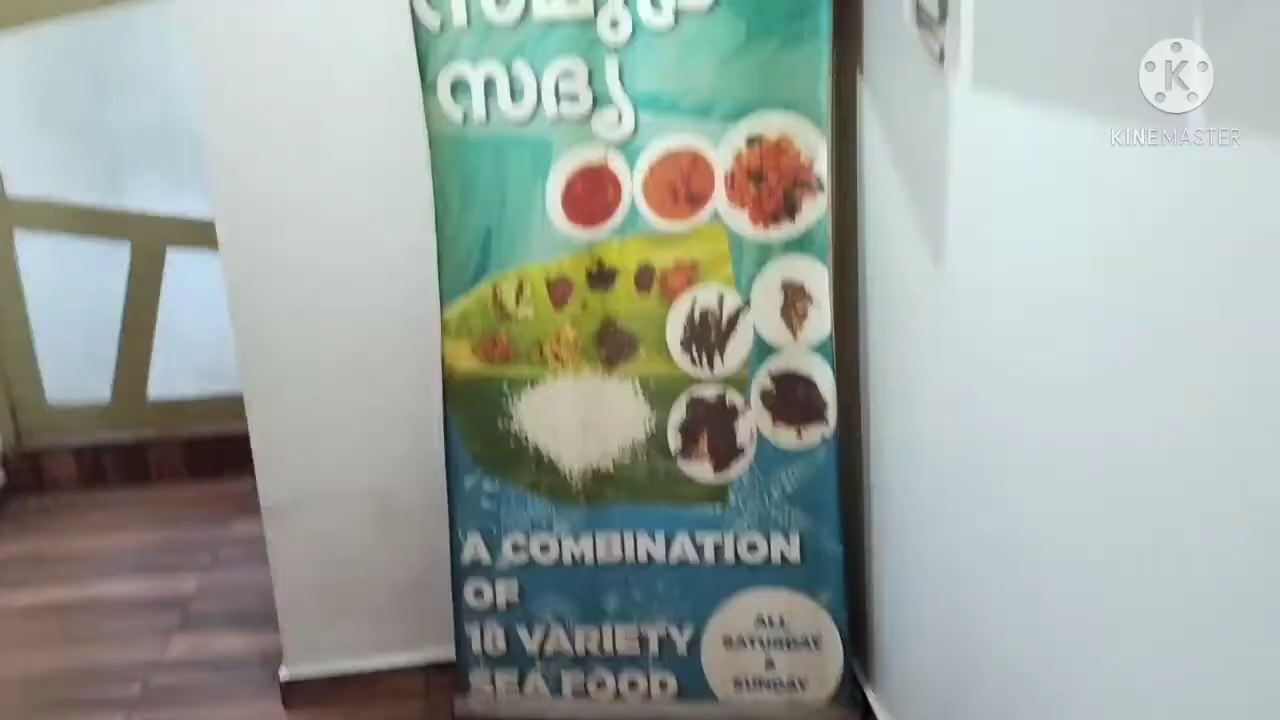 സദ്യ
A COMBINATION
OF
18 VARIETY
SEA FOOD
ALL
SATURDAY
&
SUNDAY
K
KINEMASTER